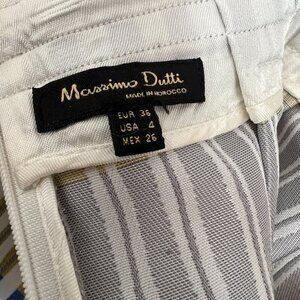 Massimo Dutti
MADE IN MOROCCO
EUR 36
USA 4
MEX 26